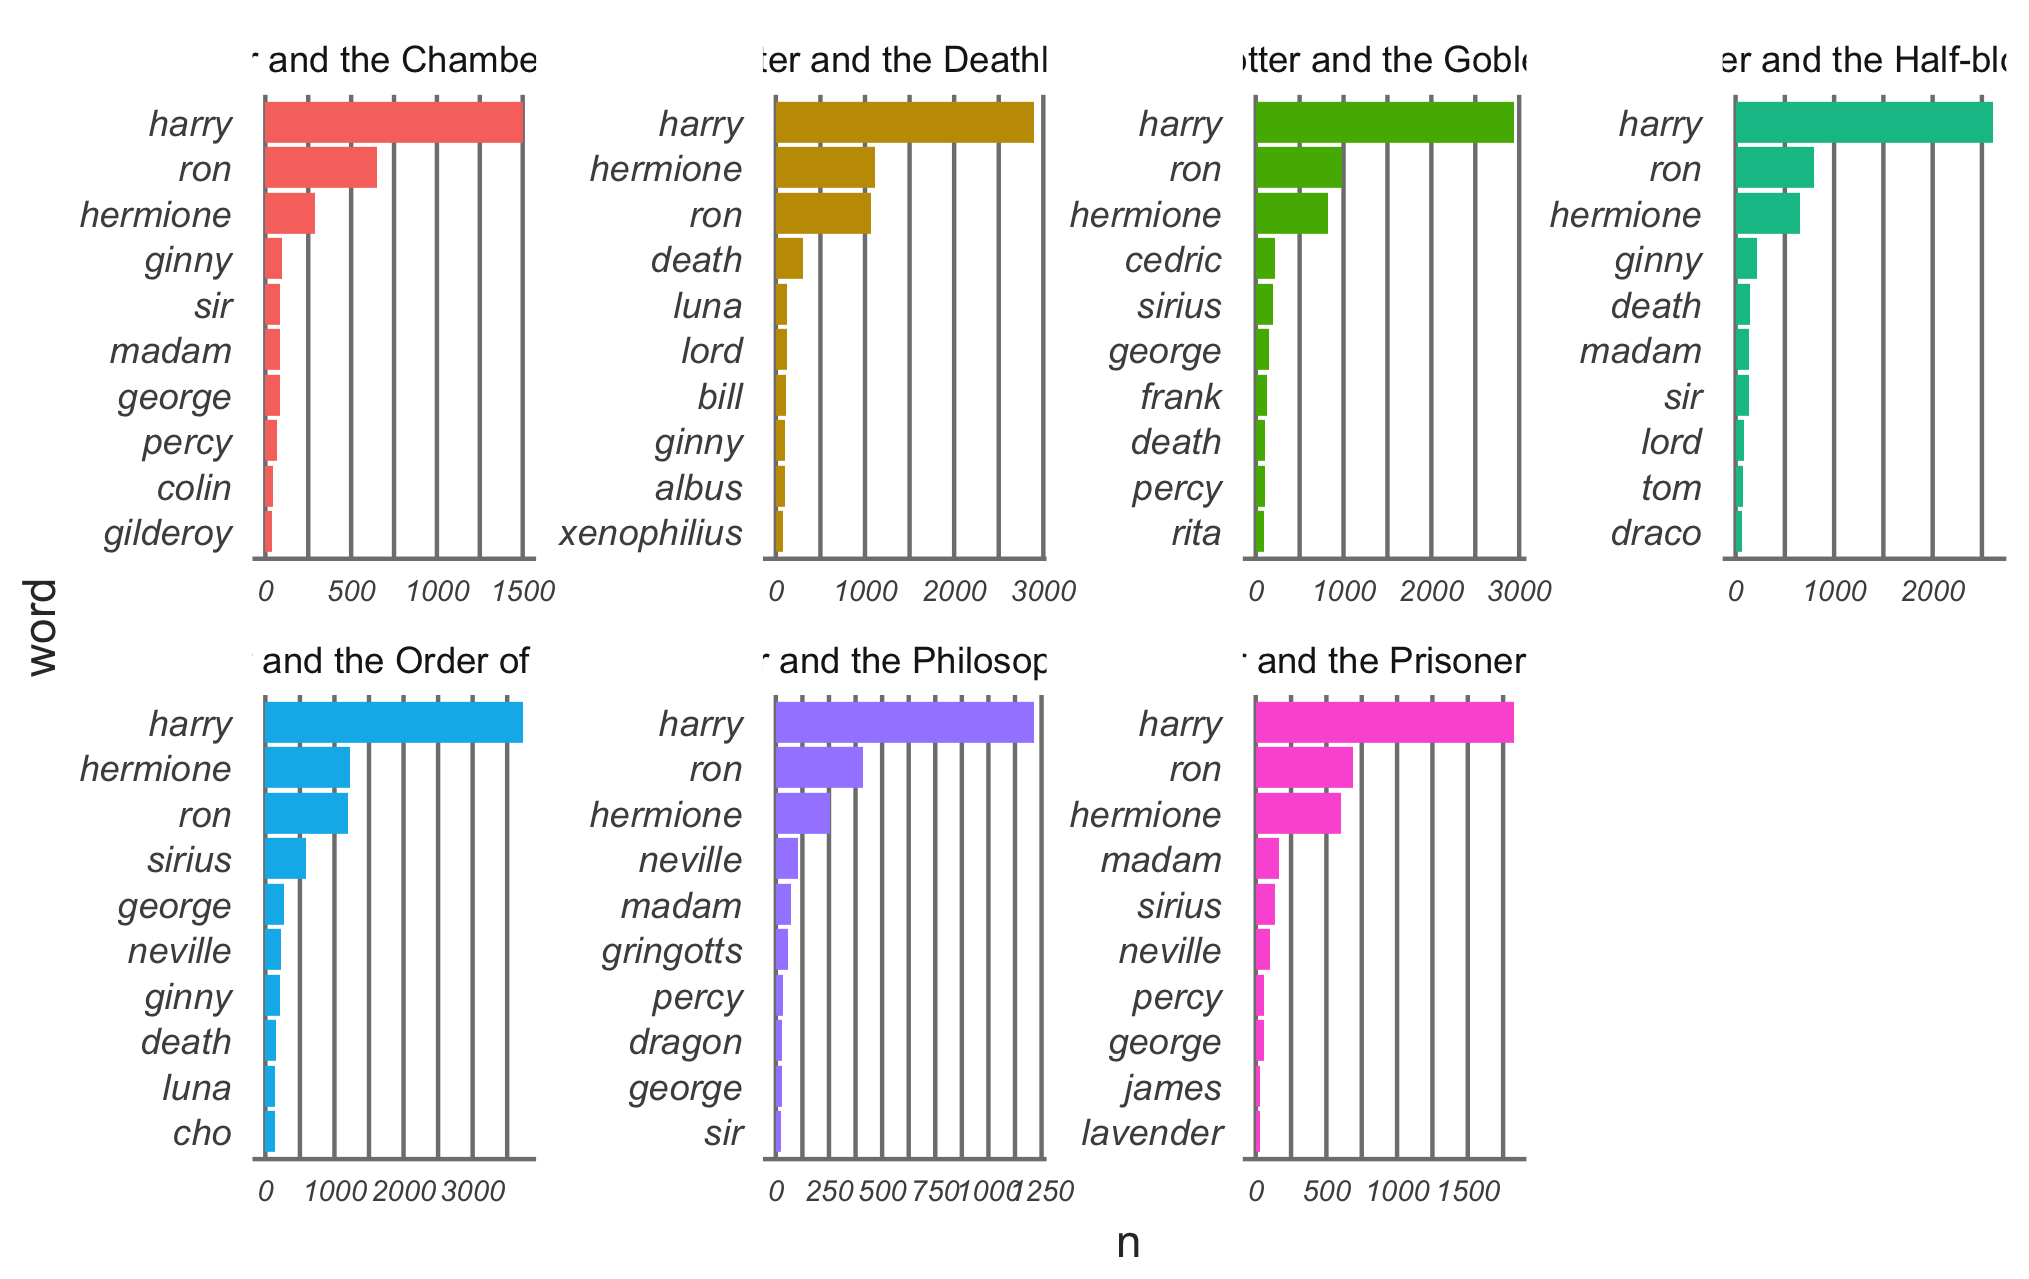 r and the Chambe
harry
ron
hermione
ginny
sir
madam
george
percy
colin
gilderoy
0 500 1000 1500
ter and the Deathl
harry
hermione
ron
death
luna
lord
bill
ginny
albus
xenophilius
0 1000 2000 3000
otter and the Goble
harry
ron
hermione
cedric
sirius
george
frank
death
percy
rita
0 1000 2000 3000
er and the Half-blo
harry
ron
hermione
ginny
death
madam
sir
lord
tom
draco
0 1000 2000
word
and the Order of
harry
hermione
ron
sirius
george
neville
ginny
death
luna
cho
0 1000 2000 3000
r and the Philosop
harry
ron
hermione
neville
madam
gringotts
percy
dragon
george
sir
0 250 500 750 1000 1250
r and the Prisoner
harry
ron
hermione
madam
sirius
neville
percy
george
james
lavender
0 500 1000 1500
n